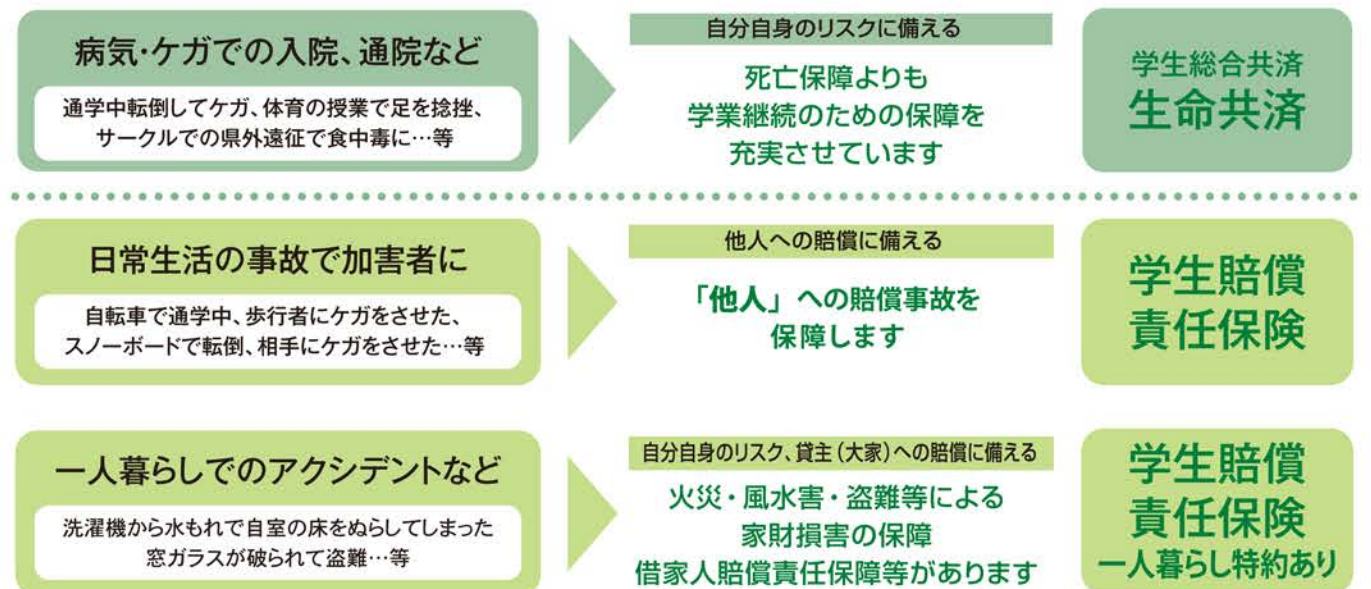 病気・ケガでの入院、通院など
通学中転倒してケガ、体育の授業で足を捻挫、
サークルでの県外遠征で食中毒に…等
自分自身のリスクに備える
死亡保障よりも
学業継続のための保障を
充実させています
学生総合共済
生命共済
日常生活の事故で加害者に
自転車で通学中、歩行者にケガをさせた、
スノーボードで転倒、相手にケガをさせた…等
他人への賠償に備える
「他人」への賠償事故を
保障します
学生賠償
責任保険
一人暮らしでのアクシデントなど
洗濯機から水もれで自室の床をぬらしてしまった
窓ガラスが破られて盗難…等
自分自身のリスク、貸主(大家)への賠償に備える
火災・風水害・盗難等による
家財損害の保障
借家人賠償責任保障等があります
学生賠償
責任保険
一人暮らし特約あり